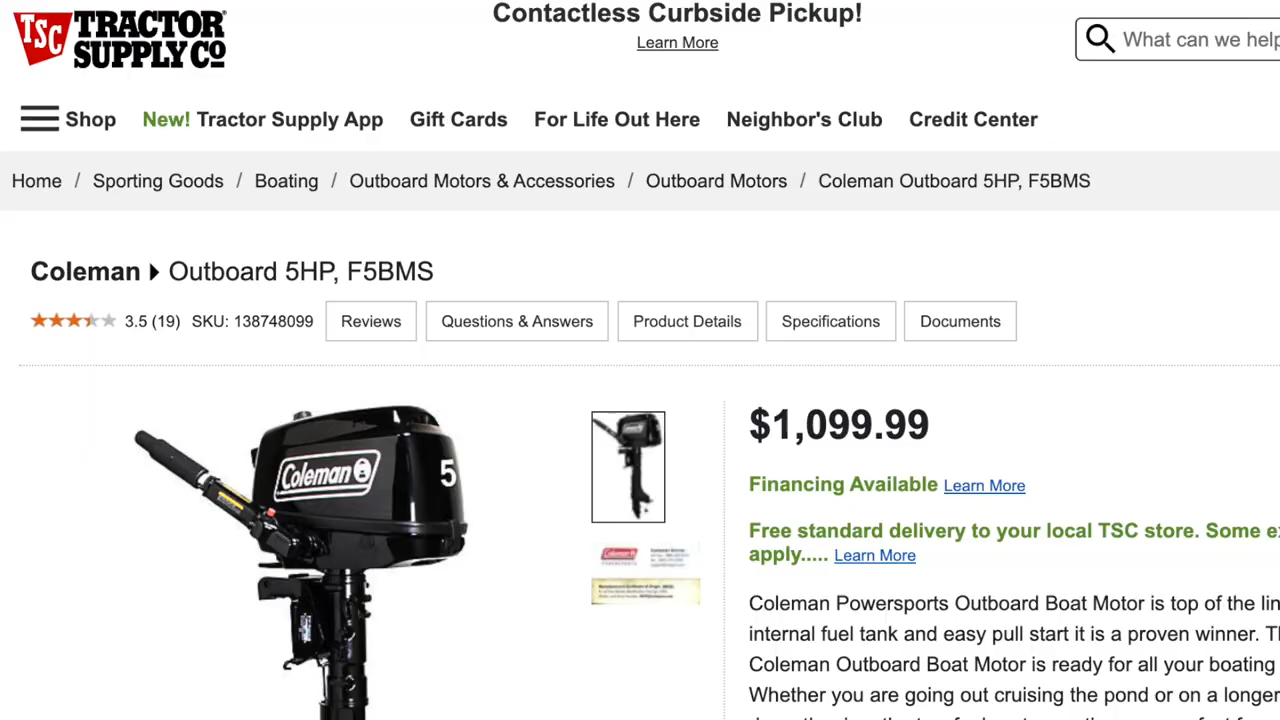 TSC TRACTOR SUPPLY CO
Contactless Curbside Pickup!
Learn More
What can we help
Shop New! Tractor Supply App Gift Cards For Life Out Here Neighbor's Club Credit Center
Home / Sporting Goods / Boating / Outboard Motors & Accessories / Outboard Motors / Coleman Outboard 5HP, F5BMS
Coleman Outboard 5HP, F5BMS
3.5 (19) SKU: 138748099 Reviews Questions & Answers Product Details Specifications Documents
Coleman 5
$1,099.99
Financing Available Learn More
Free standard delivery to your local TSC store. Some e
apply..... Learn More
Coleman
Coleman Powersports Outboard Boat Motor is top of the lin
internal fuel tank and easy pull start it is a proven winner. T
Coleman Outboard Boat Motor is ready for all your boating
Whether you are going out cruising the pond or on a longer